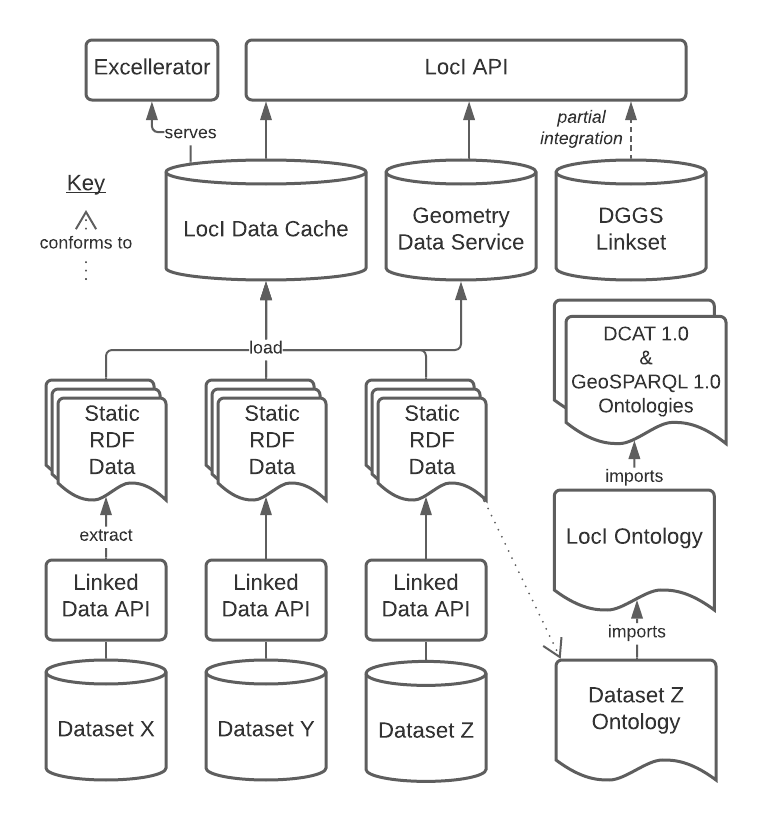 Excellerator
LocI API
serves
partial
integration
Key
conforms to
LocI Data Cache
Geometry
Data Service
DGGS
Linkset
load
DCAT 1.0
&
GeoSPARQL 1.0
Ontologies
Static
RDF
Data
Static
RDF
Data
Static
RDF
Data
imports
extract
LocI Ontology
Linked
Data API
Linked
Data API
Linked
Data API
imports
Dataset X
Dataset Y
Dataset Z
Dataset Z
Ontology